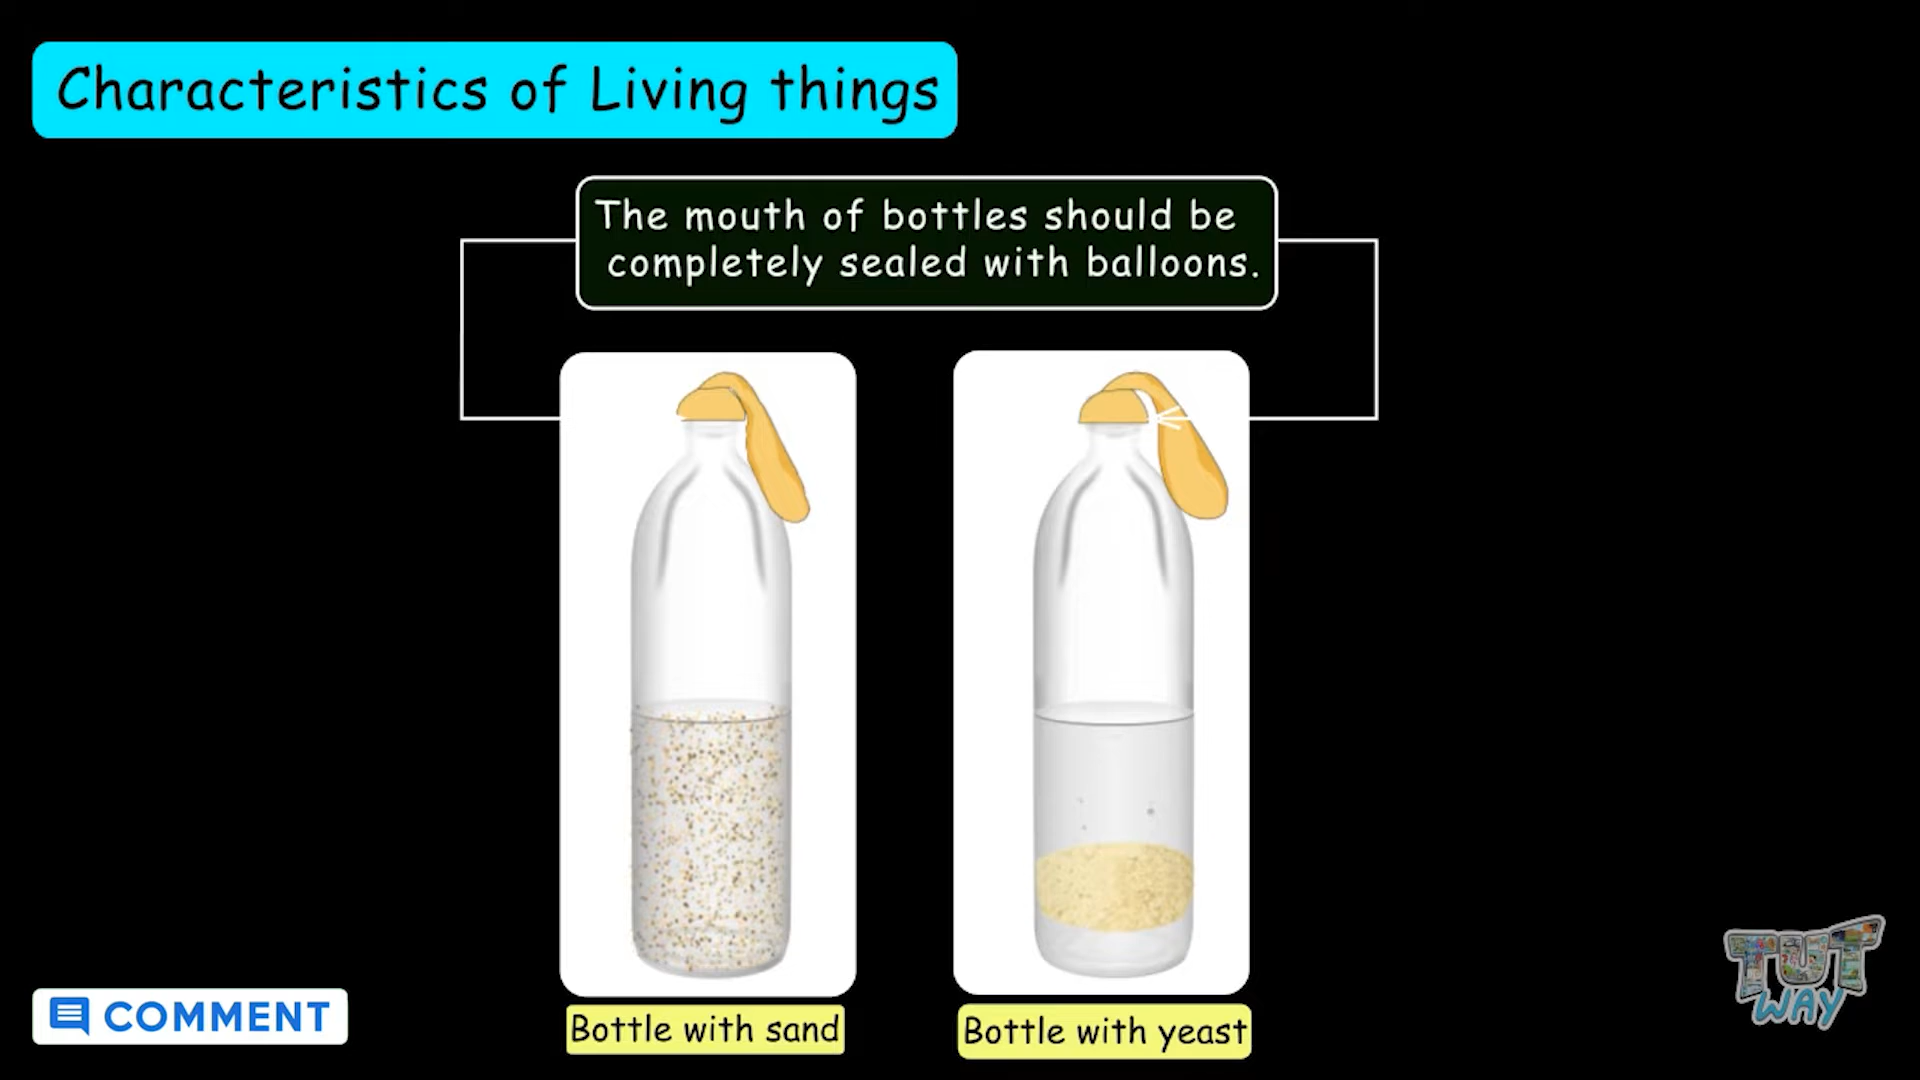 Characteristics of Living things
The mouth of bottles should be
completely sealed with balloons.
Bottle with sand
Bottle with yeast
COMMENT
TUT
WAY